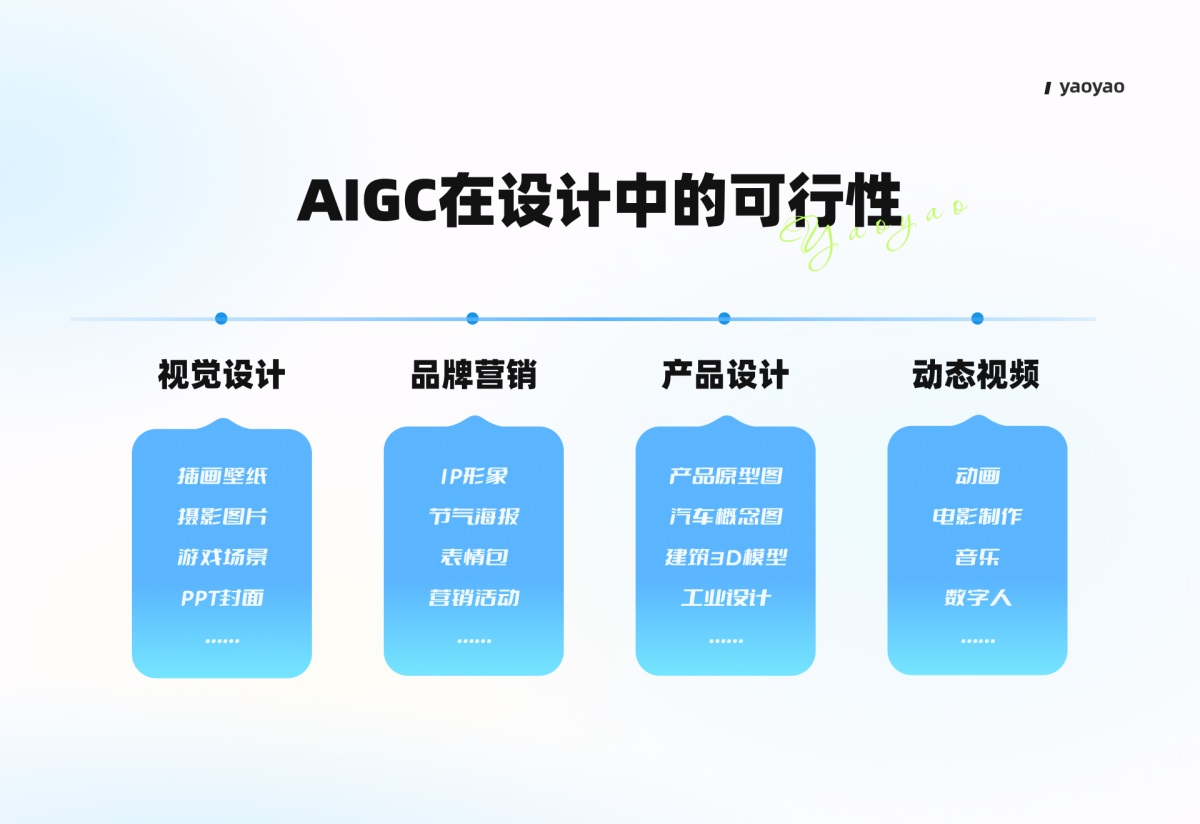 yaoyao
AIGC在设计中的可行性
Yaoyao
视觉设计
插画壁纸
摄影图片
游戏场景
PPT封面
......
品牌营销
IP形象
节气海报
表情包
营销活动
......
产品设计
产品原型图
汽车概念图
建筑3D模型
工业设计
......
动态视频
动画
电影制作
音乐
数字人
......